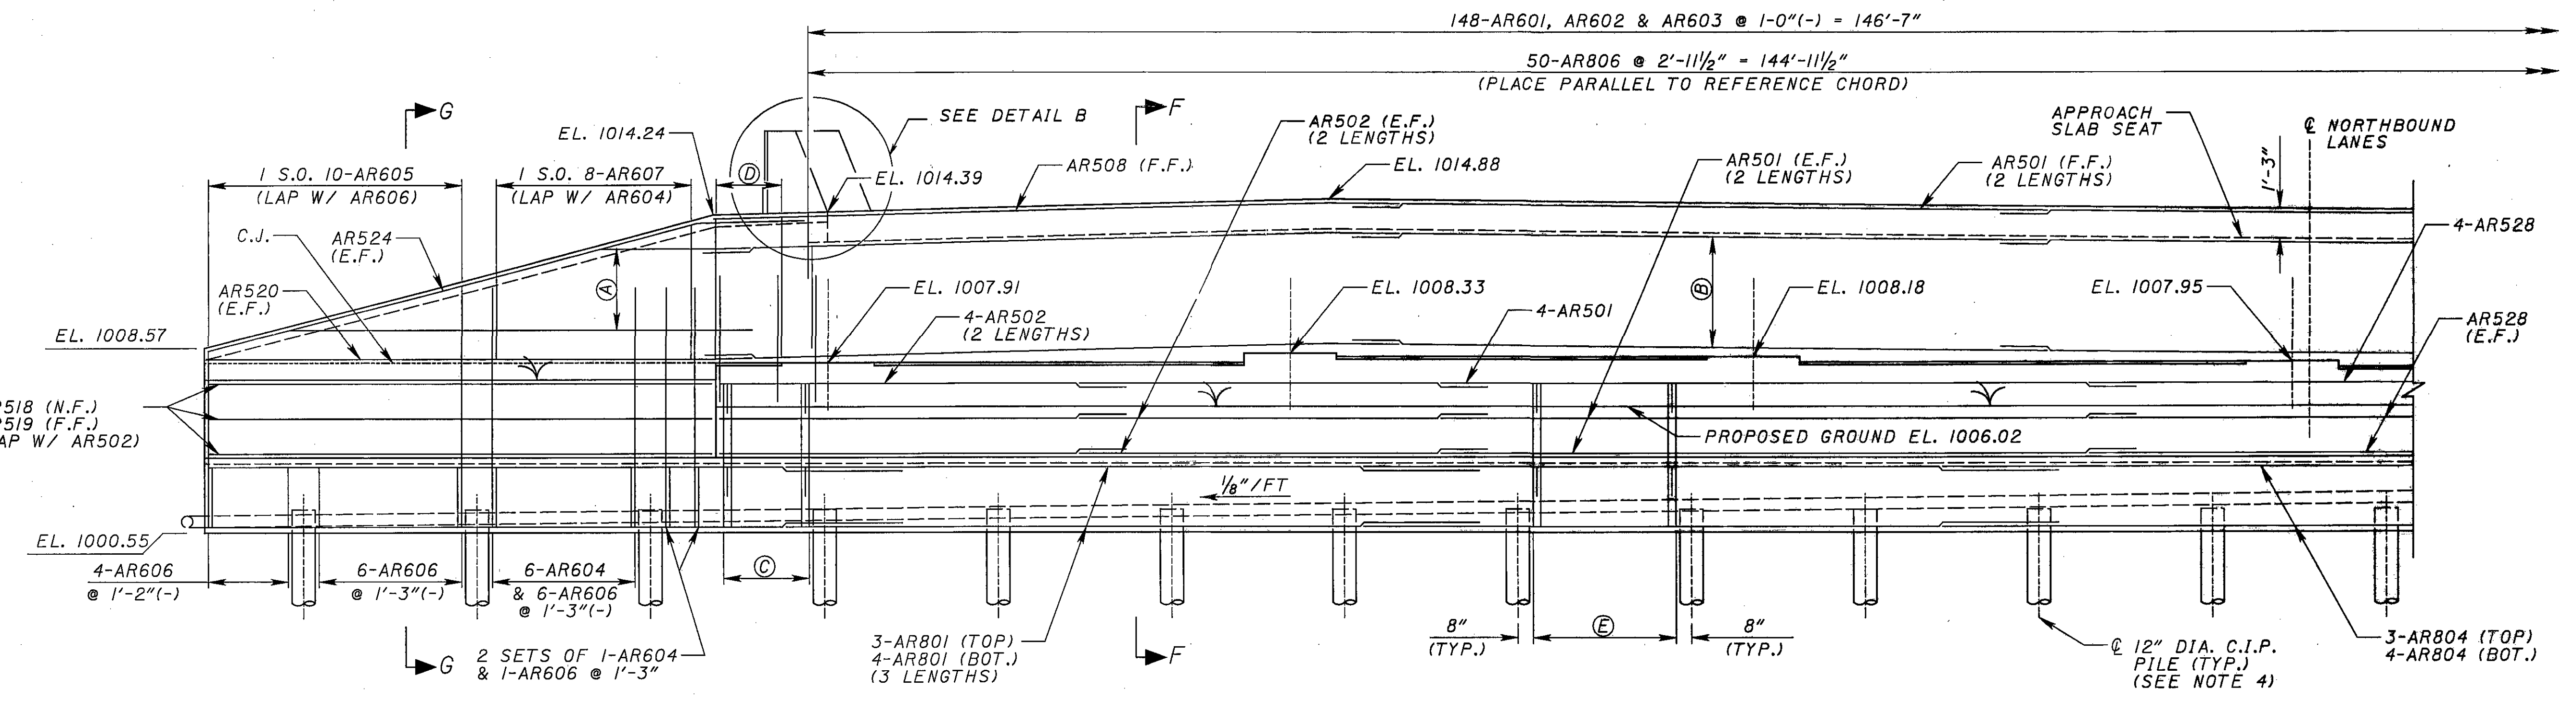 148-AR601, AR602 & AR603 @ 1-0"(-) = 146'-7"
50-AR806 @ 2'-11½" = 144'-11½"
(PLACE PARALLEL TO REFERENCE CHORD)
G
F
SEE DETAIL B
EL. 1014.24
AR502 (E.F.)
(2 LENGTHS)
APPROACH
SLAB SEAT
℄ NORTHBOUND
LANES
1 S.O. 10-AR605
(LAP W/ AR606)
1 S.O. 8-AR607
(LAP W/ AR604)
D
EL. 1014.39
AR508 (F.F.)
EL. 1014.88
AR501 (E.F.)
(2 LENGTHS)
AR501 (F.F.)
(2 LENGTHS)
1'-3"
C.J.
AR524
(E.F.)
4-AR528
AR520
(E.F.)
A
EL. 1007.91
EL. 1008.33
B
EL. 1008.18
EL. 1007.95
4-AR502
(2 LENGTHS)
4-AR501
AR528
(E.F.)
EL. 1008.57
R518 (N.F.)
R519 (F.F.)
AP W/ AR502)
PROPOSED GROUND EL. 1006.02
⅛"/FT
EL. 1000.55
4-AR606
@ 1'-2"(-)
6-AR606
@ 1'-3"(-)
6-AR604
& 6-AR606
@ 1'-3"(-)
C
8"
(TYP.)
E
8"
(TYP.)
G
2 SETS OF 1-AR604
& 1-AR606 @ 1'-3"
3-AR801 (TOP)
4-AR801 (BOT.)
(3 LENGTHS)
F
℄ 12" DIA. C.I.P.
PILE (TYP.)
(SEE NOTE 4)
3-AR804 (TOP)
4-AR804 (BOT.)